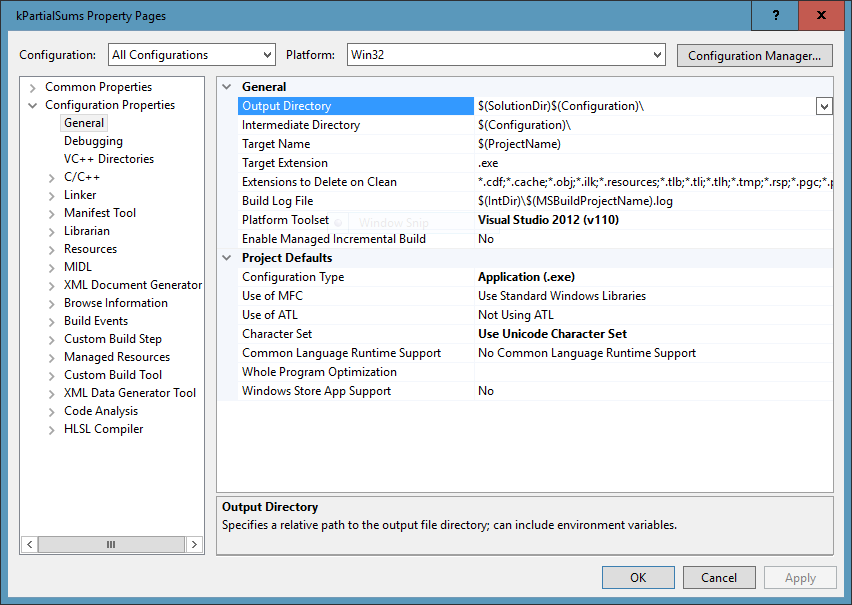 kPartialSums Property Pages
? x
Configuration: All Configurations Platform: Win32 Configuration Manager...
Common Properties
Configuration Properties
General
Debugging
VC++ Directories
C/C++
Linker
Manifest Tool
Librarian
Resources
MIDL
XML Document Generator
Browse Information
Build Events
Custom Build Step
Managed Resources
Custom Build Tool
XML Data Generator Tool
Code Analysis
HLSL Compiler
General
Output Directory $(SolutionDir)$(Configuration)\
Intermediate Directory $(Configuration)\
Target Name $(ProjectName)
Target Extension .exe
Extensions to Delete on Clean *.cdf;*.cache;*.obj;*.ilk;*.resources;*.tlb;*.tli;*.tlh;*.tmp;*.rsp;*.pgc;*.p
Build Log File $(IntDir)\$(MSBuildProjectName).log
Platform Toolset Visual Studio 2012 (v110)
Window Snip
Enable Managed Incremental Build No
Project Defaults
Configuration Type Application (.exe)
Use of MFC Use Standard Windows Libraries
Use of ATL Not Using ATL
Character Set Use Unicode Character Set
Common Language Runtime Support No Common Language Runtime Support
Whole Program Optimization
Windows Store App Support No
Output Directory
Specifies a relative path to the output file directory; can include environment variables.
OK Cancel Apply